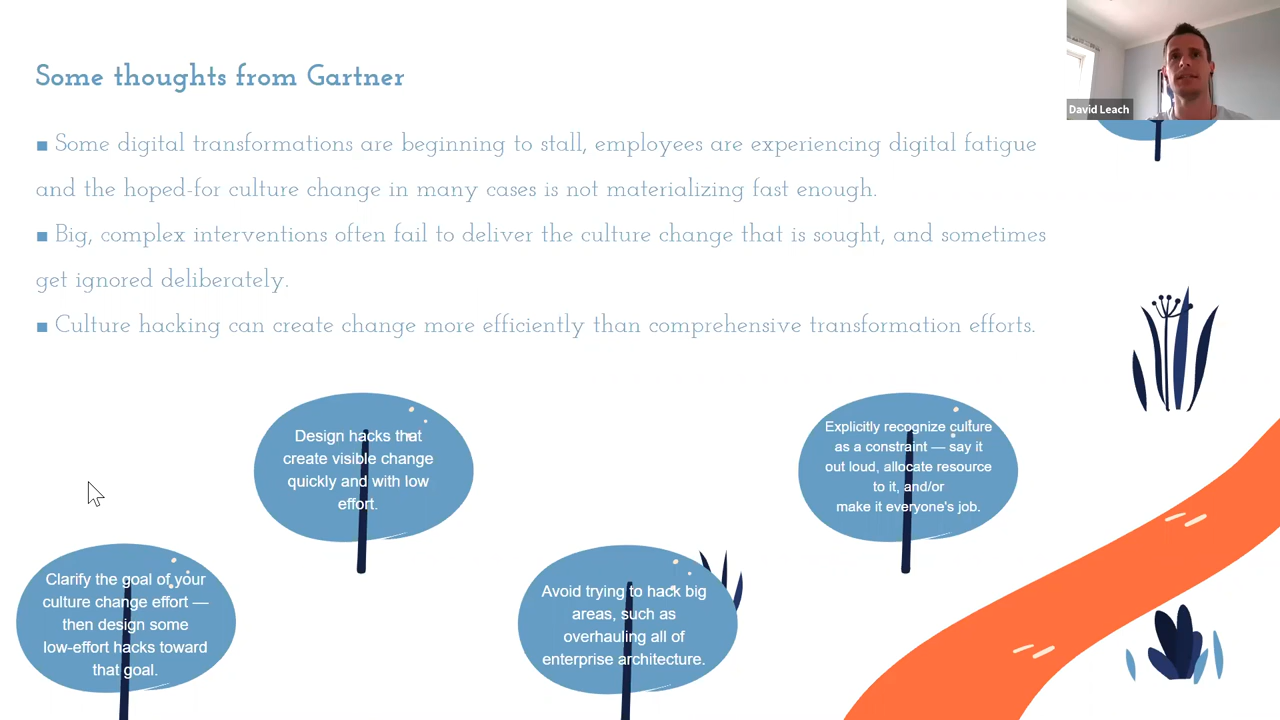 Some thoughts from Gartner
David Leach
▪ Some digital transformations are beginning to stall, employees are experiencing digital fatigue
and the hoped-for culture change in many cases is not materializing fast enough.
▪ Big, complex interventions often fail to deliver the culture change that is sought, and sometimes
get ignored deliberately.
▪ Culture hacking can create change more efficiently than comprehensive transformation efforts.
Clarify the goal of your
culture change effort —
then design some
low-effort hacks toward
that goal.
Design hacks that
create visible change
quickly and with low
effort.
Avoid trying to hack big
areas, such as
overhauling all of
enterprise architecture.
Explicitly recognize culture
as a constraint — say it
out loud, allocate resource
to it, and/or
make it everyone's job.